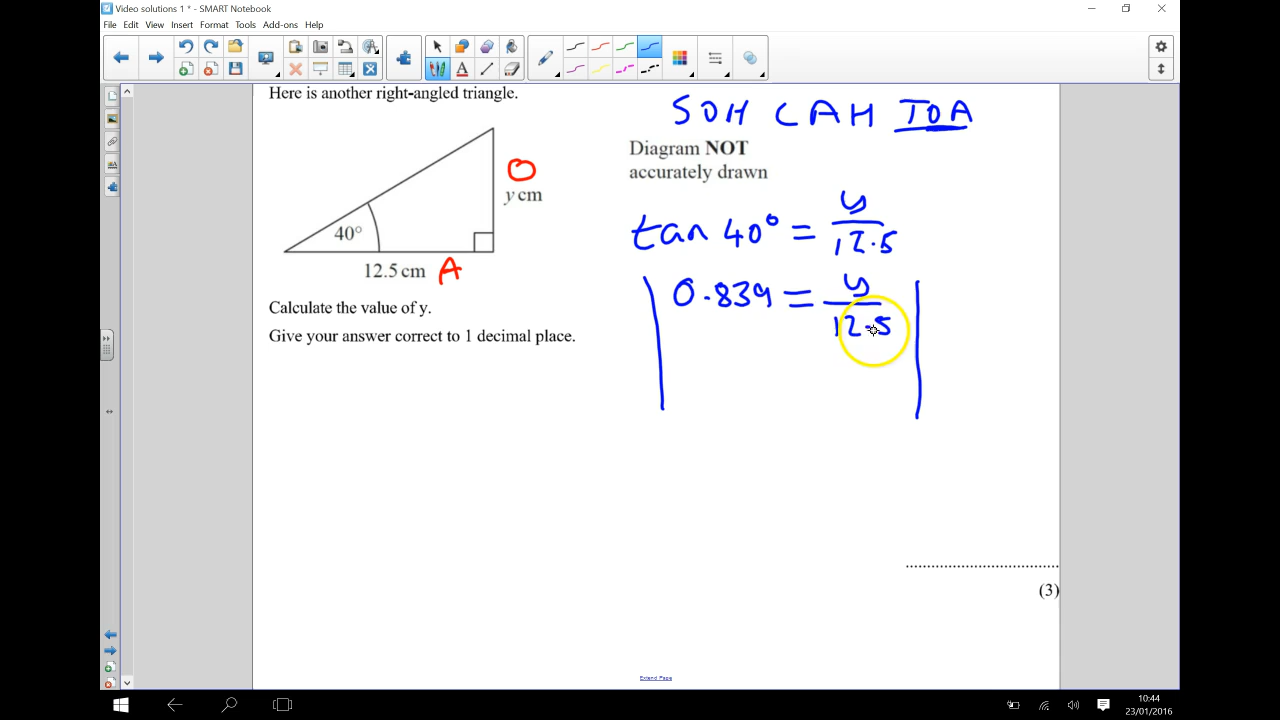 Video solutions 1 * - SMART Notebook
File Edit View Insert Format Tools Add-ons Help
Here is another right-angled triangle.
SOH CAH TOA
Diagram NOT
accurately drawn
O
y cm
40°
12.5 cm A
tan 40° = y
12.5
0.839 = y
12.5
Calculate the value of y.
Give your answer correct to 1 decimal place.
(3)
Extend Page
10:44
23/01/2016